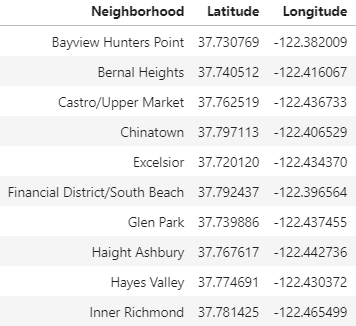 Neighborhood Latitude Longitude
Bayview Hunters Point 37.730769 -122.382009
Bernal Heights 37.740512 -122.416067
Castro/Upper Market 37.762519 -122.436733
Chinatown 37.797113 -122.406529
Excelsior 37.720120 -122.434370
Financial District/South Beach 37.792437 -122.396564
Glen Park 37.739886 -122.437455
Haight Ashbury 37.767617 -122.442736
Hayes Valley 37.774691 -122.430372
Inner Richmond 37.781425 -122.465499